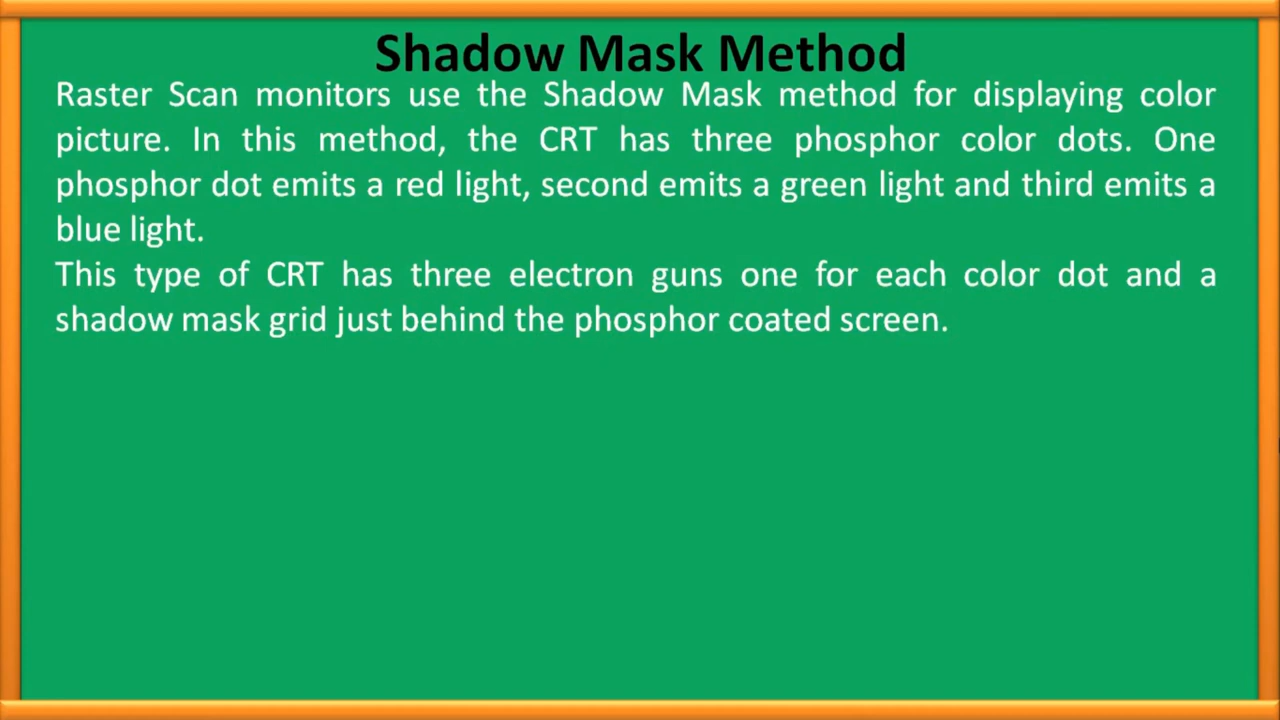 Shadow Mask Method
Raster Scan monitors use the Shadow Mask method for displaying color
picture. In this method, the CRT has three phosphor color dots. One
phosphor dot emits a red light, second emits a green light and third emits a
blue light.
This type of CRT has three electron guns one for each color dot and a
shadow mask grid just behind the phosphor coated screen.